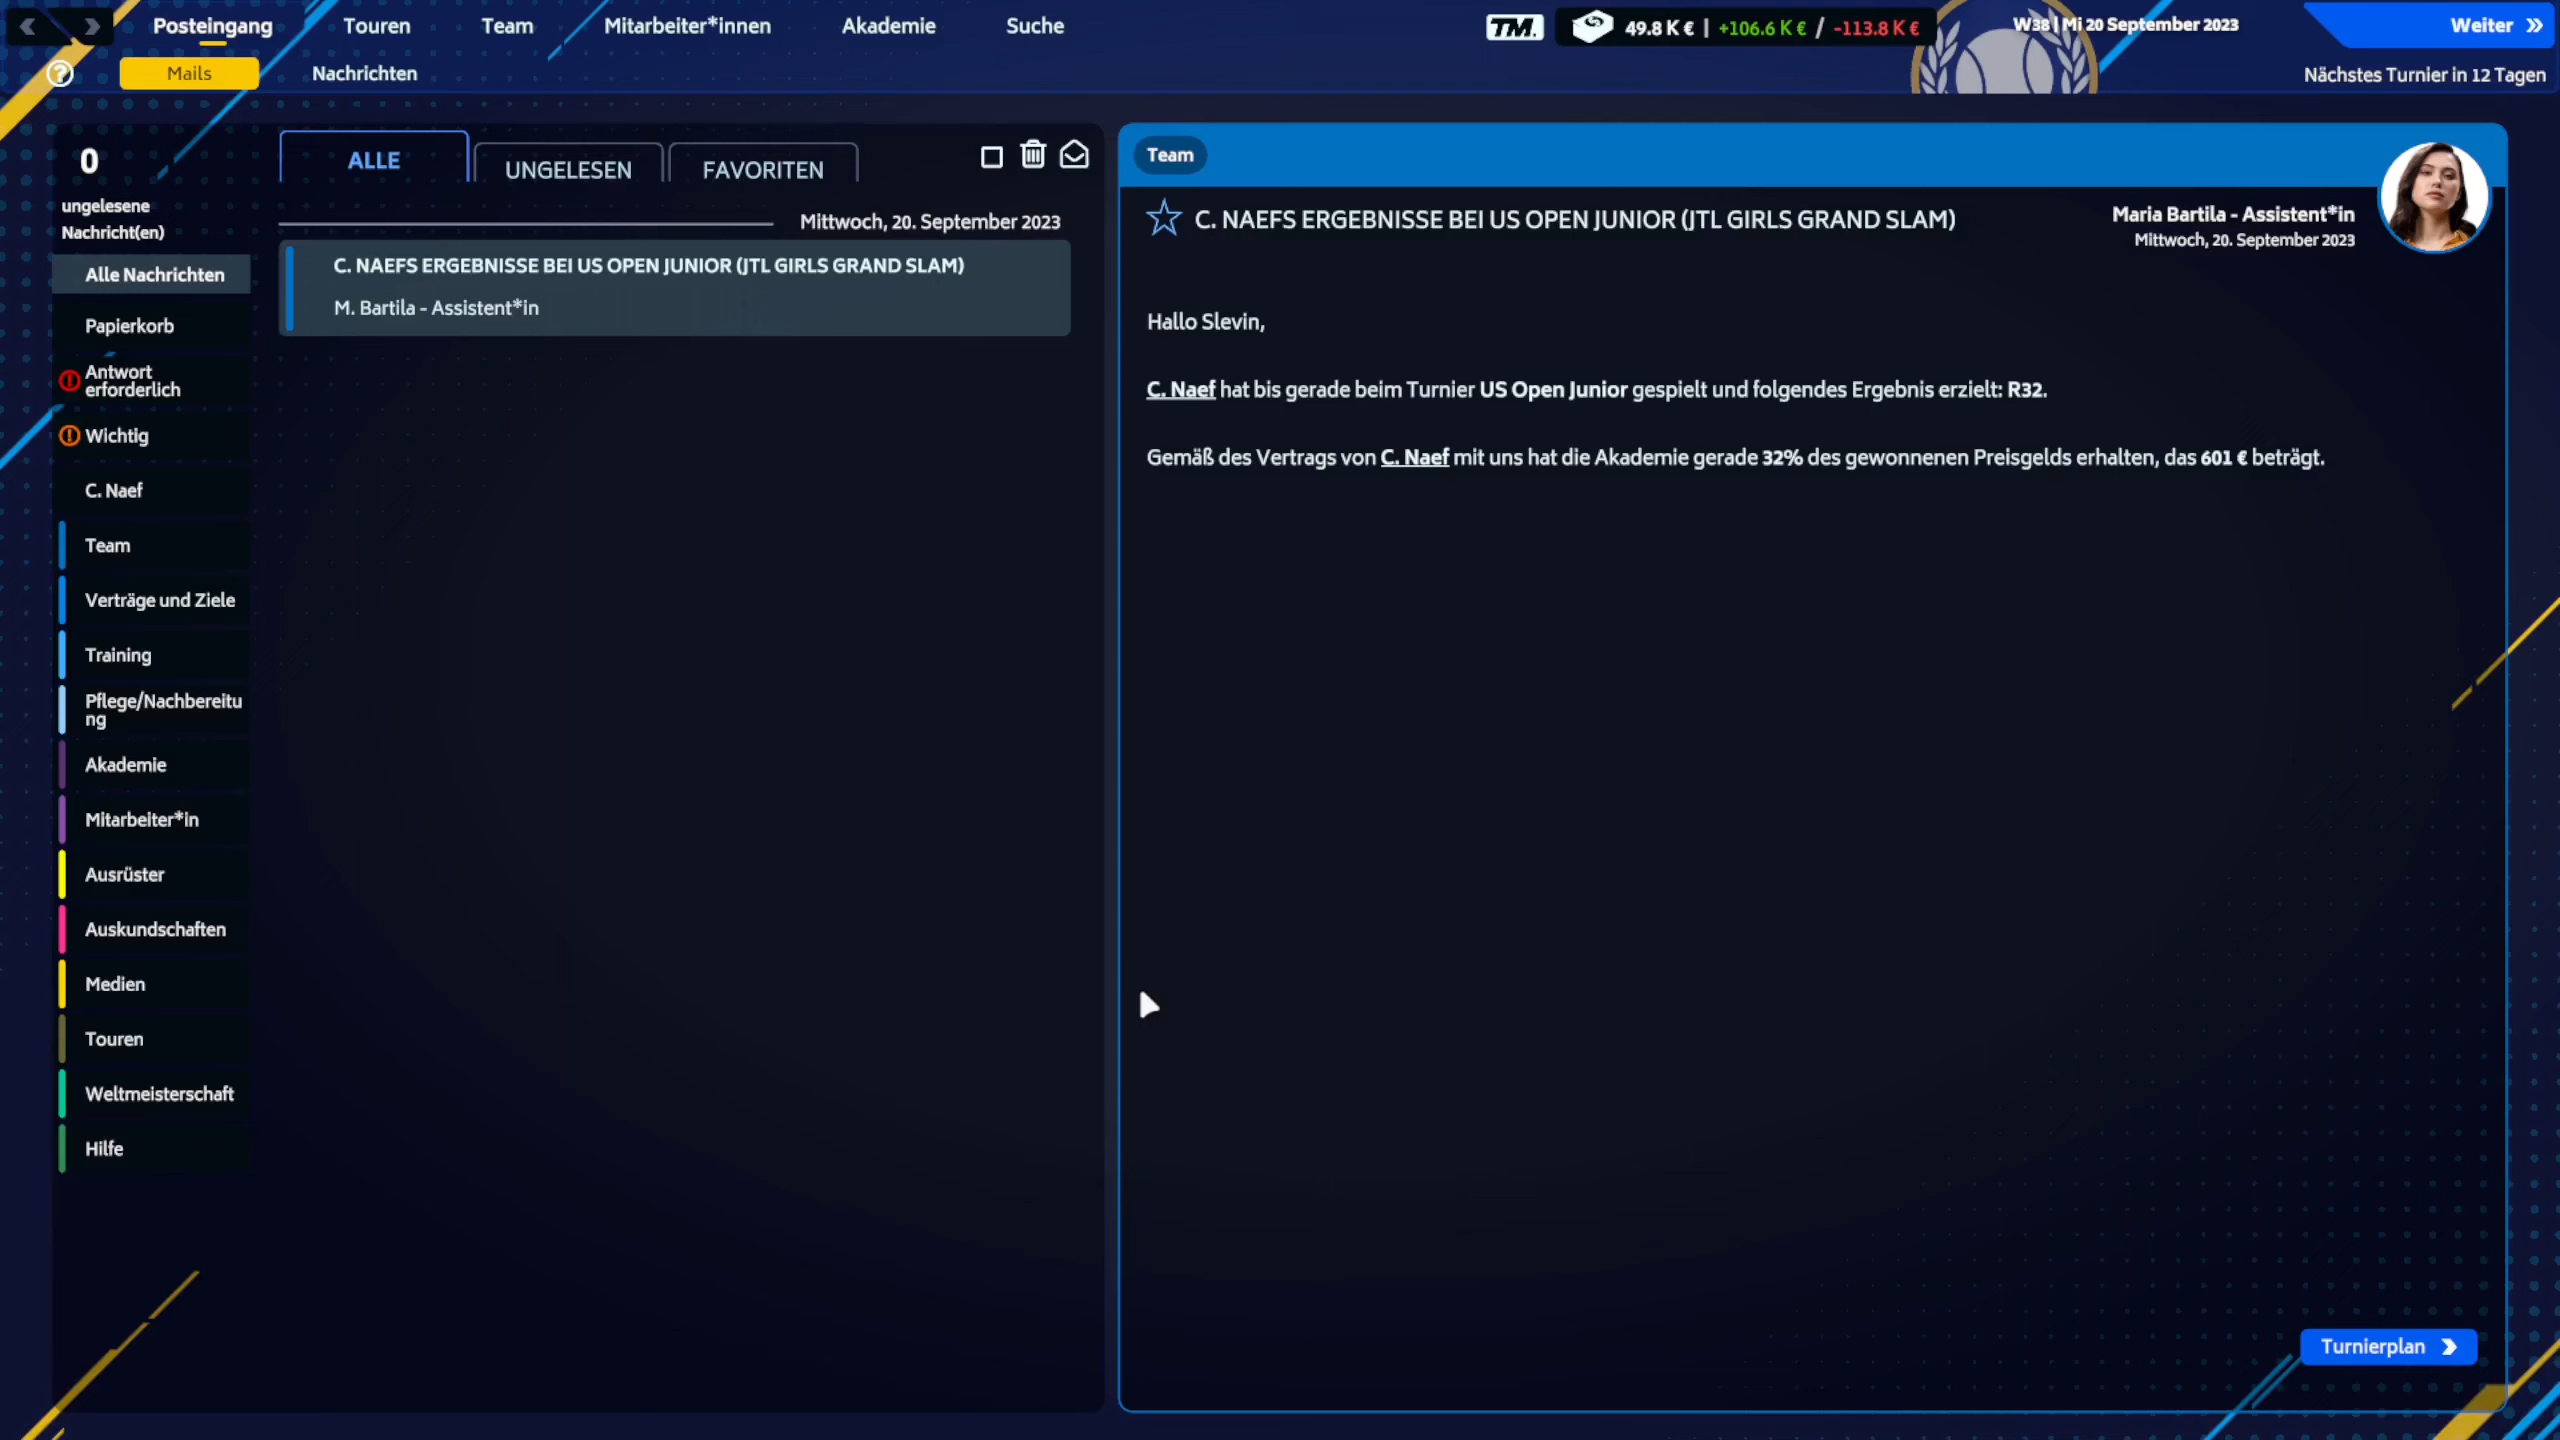 Posteingang
Touren
Team
Mitarbeiter*innen
Akademie
Suche
TM.
49.8 K € | +106.6 K € / -113.8 K €
W38 | Mi 20 September 2023
Weiter
Mails
Nachrichten
Nächstes Turnier in 12 Tagen
0
ungelesene
Nachricht(en)
Alle Nachrichten
Papierkorb
Antwort
erforderlich
Wichtig
C. Naef
Team
Verträge und Ziele
Training
Pflege/Nachbereitu
ng
Akademie
Mitarbeiter*in
Ausrüster
Auskundschaften
Medien
Touren
Weltmeisterschaft
Hilfe
ALLE
UNGELESEN
FAVORITEN
Mittwoch, 20. September 2023
C. NAEFS ERGEBNISSE BEI US OPEN JUNIOR (JTL GIRLS GRAND SLAM)
M. Bartila - Assistent*in
Team
C. NAEFS ERGEBNISSE BEI US OPEN JUNIOR (JTL GIRLS GRAND SLAM)
Maria Bartila - Assistent*in
Mittwoch, 20. September 2023
Hallo Slevin,
C. Naef hat bis gerade beim Turnier US Open Junior gespielt und folgendes Ergebnis erzielt: R32.
Gemäß des Vertrags von C. Naef mit uns hat die Akademie gerade 32% des gewonnenen Preisgelds erhalten, das 601 € beträgt.
Turnierplan